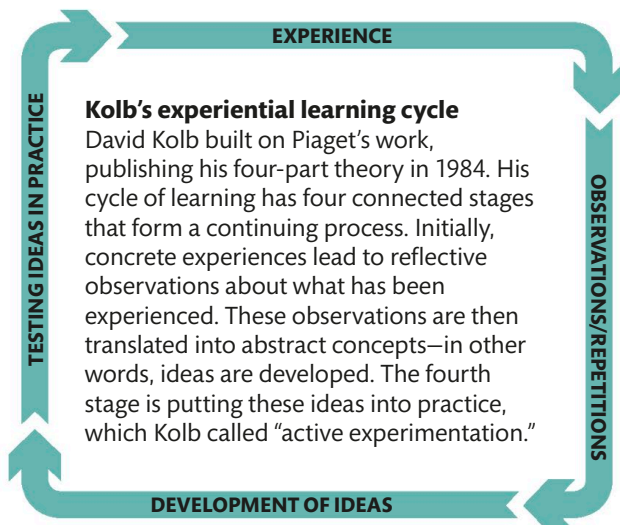 EXPERIENCE
Kolb's experiential learning cycle
David Kolb built on Piaget's work,
publishing his four-part theory in 1984. His
cycle of learning has four connected stages
that form a continuing process. Initially,
concrete experiences lead to reflective
observations about what has been
experienced. These observations are then
translated into abstract concepts—in other
words, ideas are developed. The fourth
stage is putting these ideas into practice,
which Kolb called “active experimentation.”
OBSERVATIONS/REPETITIONS
DEVELOPMENT OF IDEAS
TESTING IDEAS IN PRACTICE